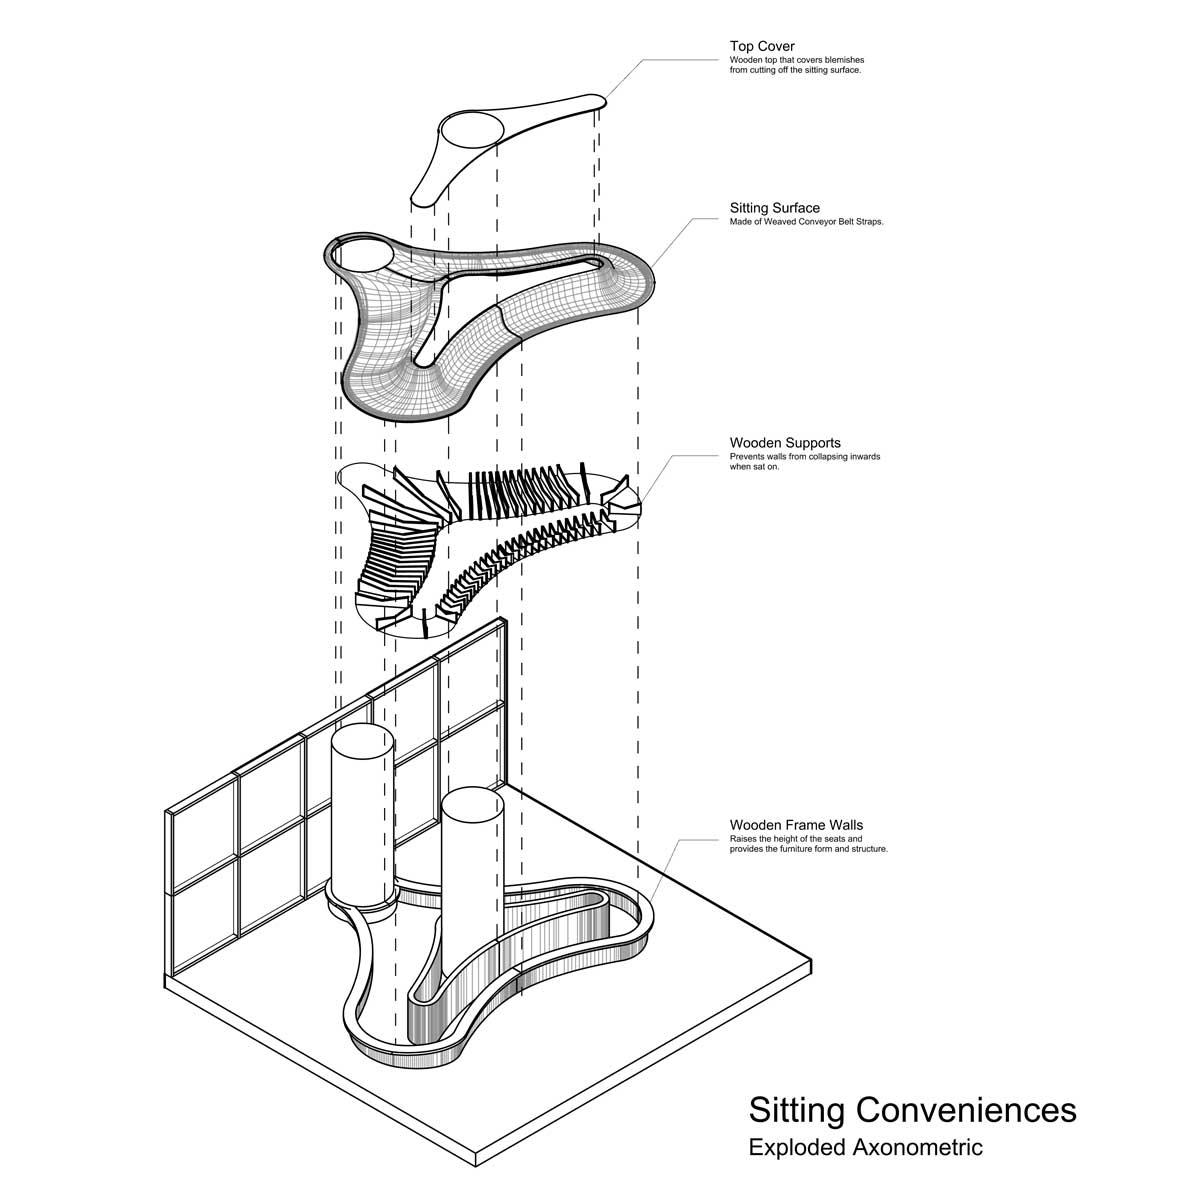 Top Cover
Wooden top that covers blemishes
from cutting off the sitting surface.
Sitting Surface
Made of Weaved Conveyor Belt Straps.
Wooden Supports
Prevents walls from collapsing inwards
when sat on.
Wooden Frame Walls
Raises the height of the seats and
provides the furniture form and structure.
Sitting Conveniences
Exploded Axonometric